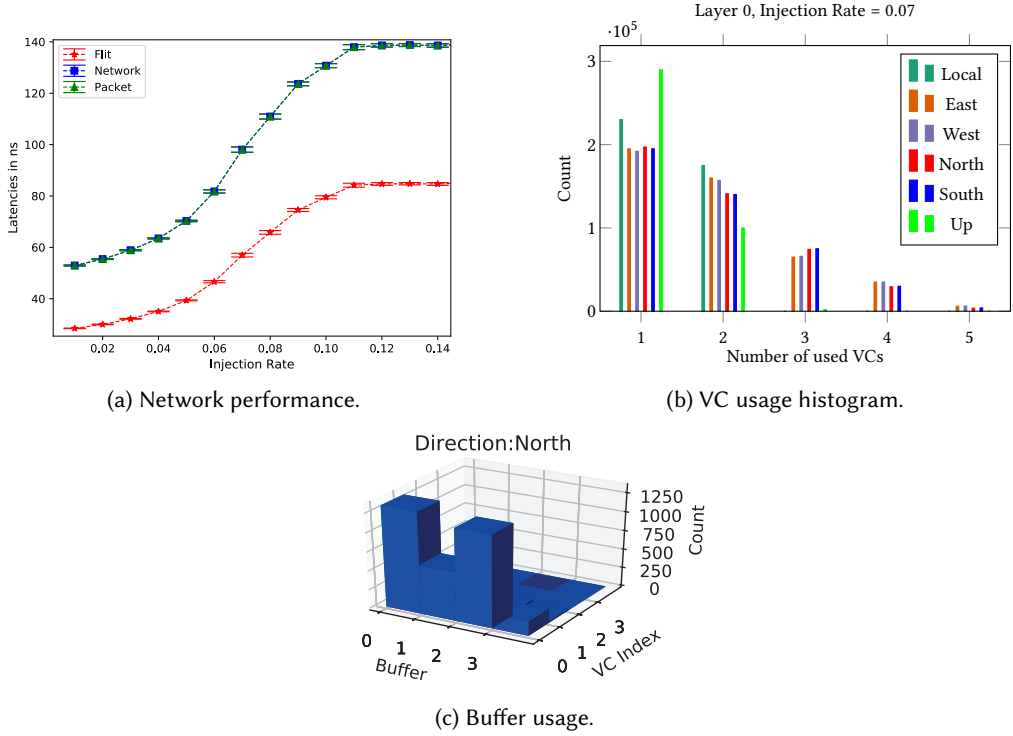 140
120
100
80
60
40
Latencies in ns
Flit
Network
Packet
0.02 0.04 0.06 0.08 0.10 0.12 0.14
Injection Rate
(a) Network performance.
Layer 0, Injection Rate = 0.07
·10⁵
3
2
1
0
Count
Local
East
West
North
South
Up
1 2 3 4 5
Number of used VCs
(b) VC usage histogram.
Direction:North
1250
1000
750
500
250
0
Count
0 1 2 3
Buffer
0 1 2 3
VC Index
(c) Buffer usage.